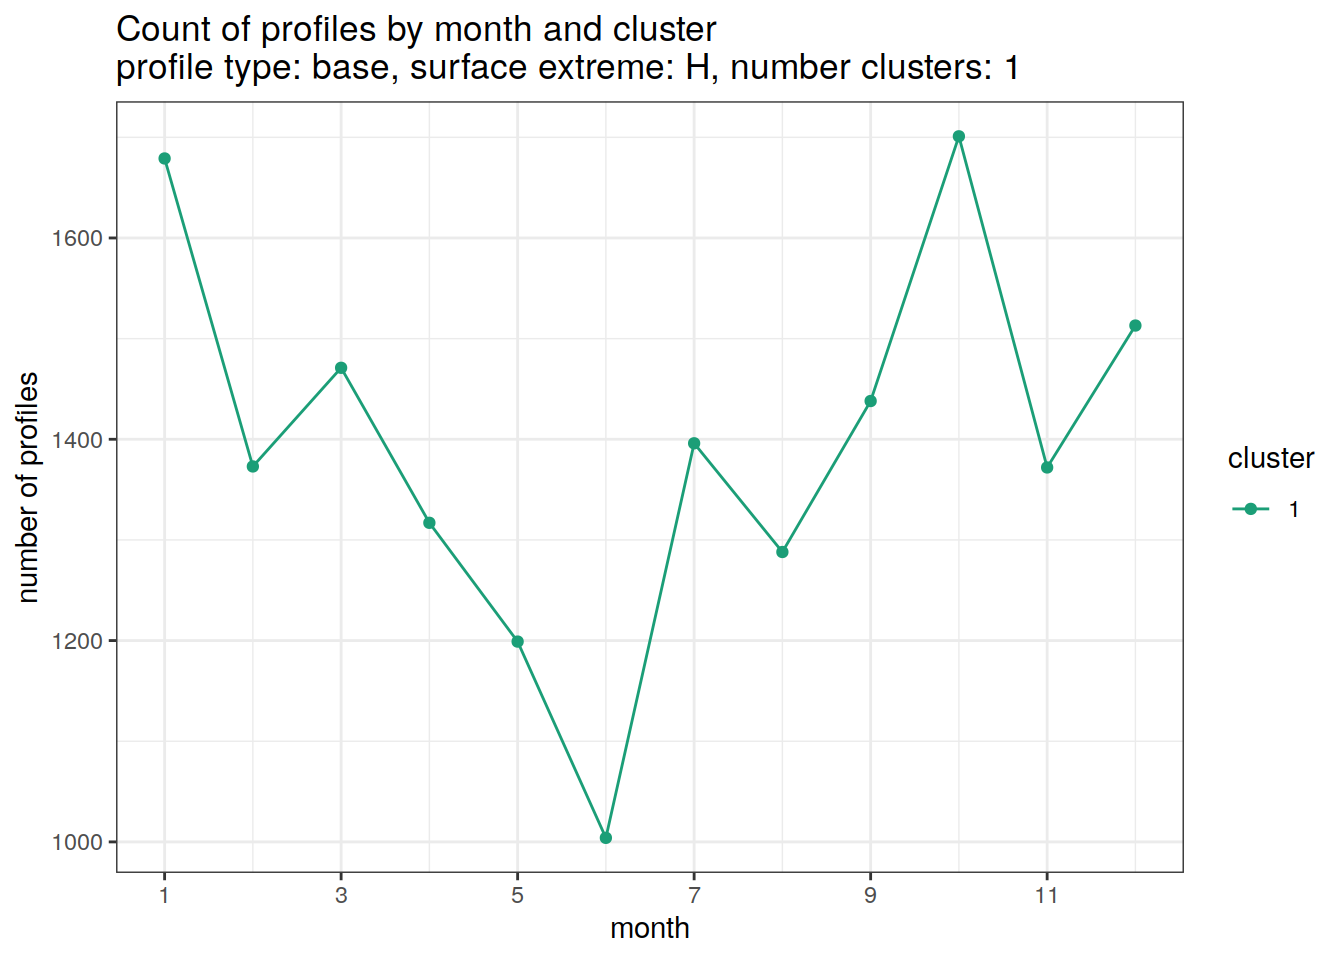 Count of profiles by month and cluster
profile type: base, surface extreme: H, number clusters: 1
number of profiles
1600
1400
1200
1000
1 3 5 7 9 11
month
cluster
1